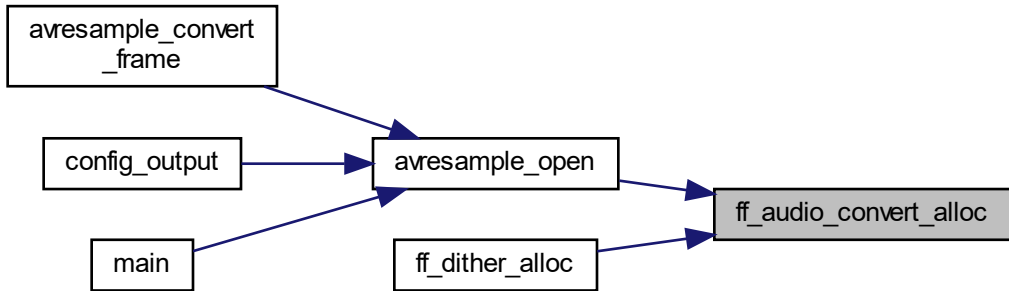 avresample_convert
_frame
config_output
avresample_open
ff_audio_convert_alloc
main
ff_dither_alloc